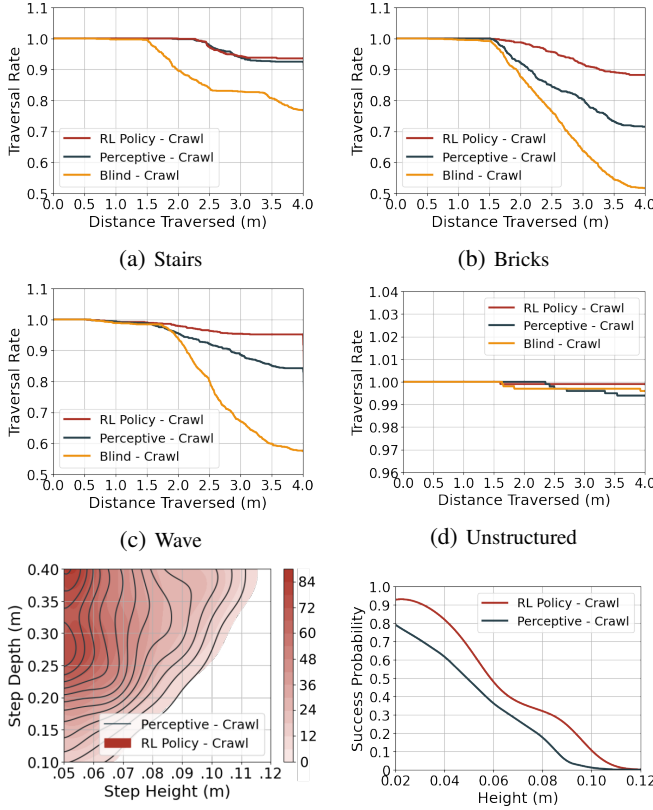 1.1
1.0
0.9
0.8
0.7
0.6
0.5
Traversal Rate
RL Policy - Crawl
Perceptive - Crawl
Blind - Crawl
0.0 0.5 1.0 1.5 2.0 2.5 3.0 3.5 4.0
Distance Traversed (m)
(a) Stairs
1.1
1.0
0.9
0.8
0.7
0.6
0.5
Traversal Rate
RL Policy - Crawl
Perceptive - Crawl
Blind - Crawl
0.0 0.5 1.0 1.5 2.0 2.5 3.0 3.5 4.0
Distance Traversed (m)
(b) Bricks
1.1
1.0
0.9
0.8
0.7
0.6
0.5
Traversal Rate
RL Policy - Crawl
Perceptive - Crawl
Blind - Crawl
0.0 0.5 1.0 1.5 2.0 2.5 3.0 3.5 4.0
Distance Traversed (m)
(c) Wave
1.04
1.03
1.02
1.01
1.00
0.99
0.98
0.97
0.96
Traversal Rate
RL Policy - Crawl
Perceptive - Crawl
Blind - Crawl
0.0 0.5 1.0 1.5 2.0 2.5 3.0 3.5 4.0
Distance Traversed (m)
(d) Unstructured
0.40
0.35
0.30
0.25
0.20
0.15
0.10
Step Depth (m)
Perceptive - Crawl
RL Policy - Crawl
.05 .06 .07 .08 .09 .10 .11 .12
Step Height (m)
84
72
60
48
36
24
12
0
1.0
0.9
0.8
0.7
0.6
0.5
0.4
0.3
0.2
0.1
0
Success Probability
RL Policy - Crawl
Perceptive - Crawl
0.02 0.04 0.06 0.08 0.10 0.12
Height (m)